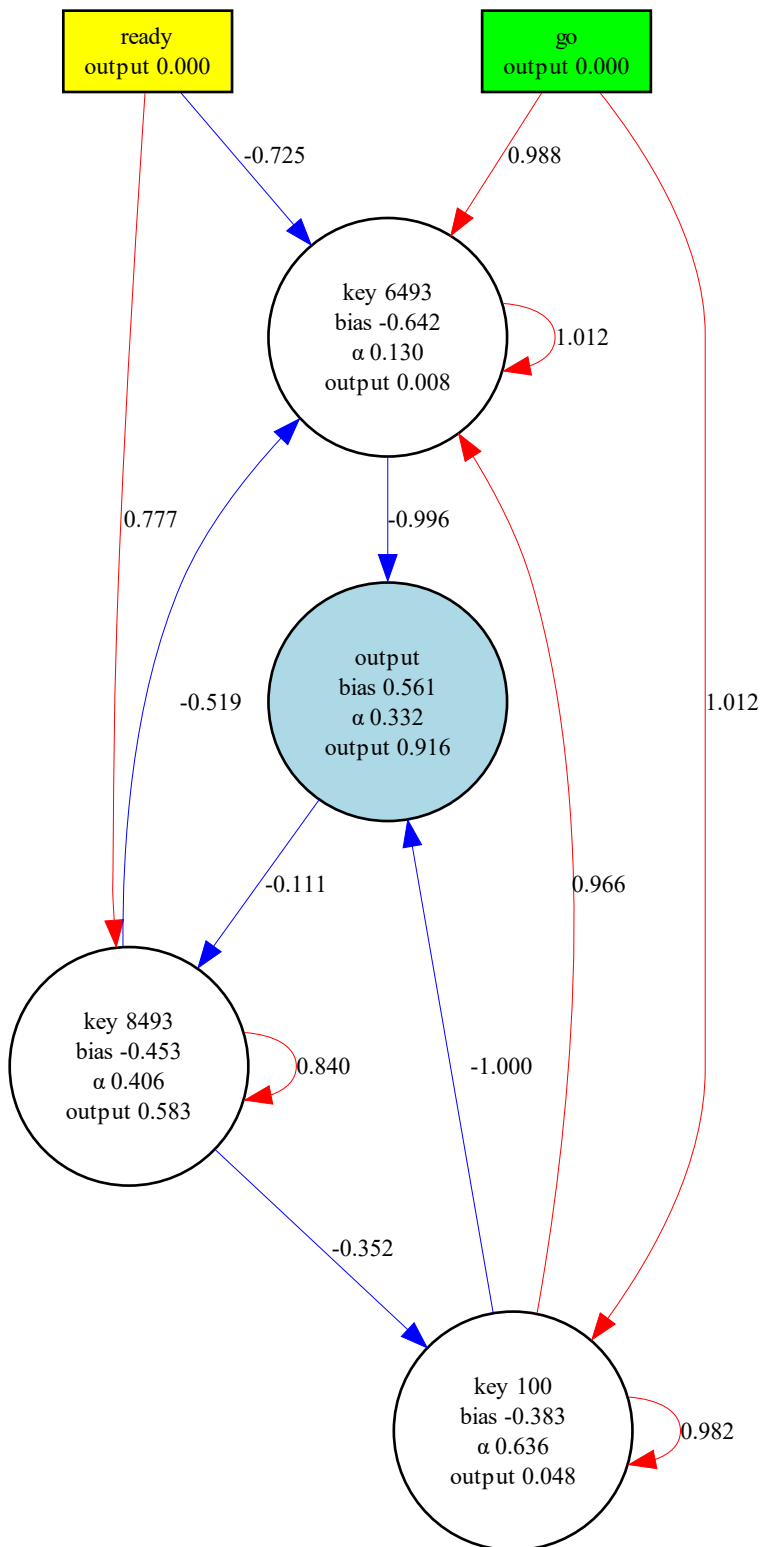 ready
output 0.000
go
output 0.000
-0.725
0.988
key 6493
bias -0.642
α 0.130
output 0.008
1.012
0.777
-0.996
output
bias 0.561
α 0.332
output 0.916
-0.519
1.012
-0.111
0.966
key 8493
bias -0.453
α 0.406
output 0.583
0.840
-1.000
-0.352
key 100
bias -0.383
α 0.636
output 0.048
0.982